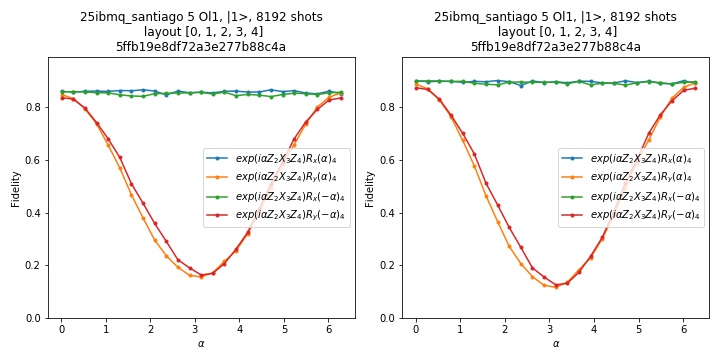 25ibmq_santiago 5 Ol1, |1>, 8192 shots
layout [0, 1, 2, 3, 4]
5ffb19e8df72a3e277b88c4a
Fidelity
0.8
0.6
0.4
0.2
0.0
exp(iαZ₂X₃Z₄)Rₓ(α)₄
exp(iαZ₂X₃Z₄)Rᵧ(α)₄
exp(iαZ₂X₃Z₄)Rₓ(−α)₄
exp(iαZ₂X₃Z₄)Rᵧ(−α)₄
0 1 2 3 4 5 6
α
25ibmq_santiago 5 Ol1, |1>, 8192 shots
layout [0, 1, 2, 3, 4]
5ffb19e8df72a3e277b88c4a
Fidelity
0.8
0.6
0.4
0.2
0.0
exp(iαZ₂X₃Z₄)Rₓ(α)₄
exp(iαZ₂X₃Z₄)Rᵧ(α)₄
exp(iαZ₂X₃Z₄)Rₓ(−α)₄
exp(iαZ₂X₃Z₄)Rᵧ(−α)₄
0 1 2 3 4 5 6
α